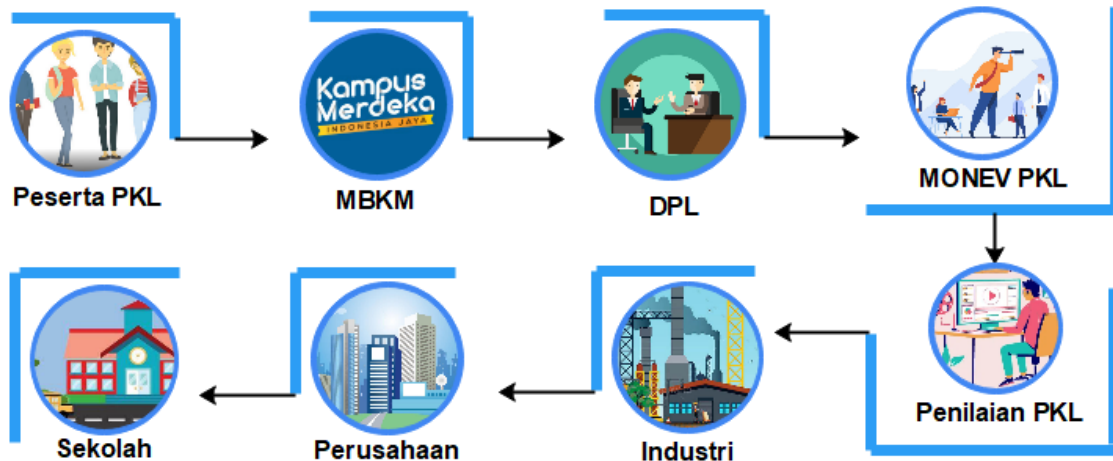 Kampus
Merdeka
INDONESIA JAYA
Peserta PKL
MBKM
DPL
MONEV PKL
Penilaian PKL
Industri
Perusahaan
Sekolah